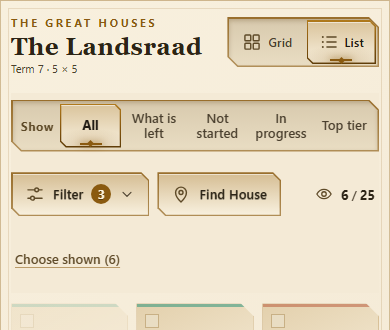 THE GREAT HOUSES
The Landsraad
Term 7 · 5 × 5
Grid
List
Show
All
What is
left
Not
started
In
progress
Top tier
Filter 3
Find House
6 / 25
Choose shown (6)